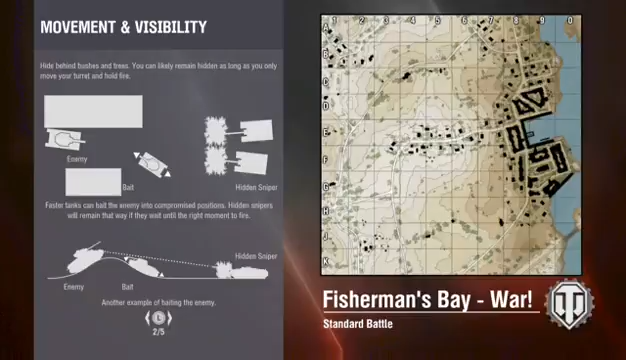 MOVEMENT & VISIBILITY
Hide behind bushes and trees. You can likely remain hidden as long as you only
move your turret and hold fire.
Enemy
Bait
Hidden Sniper
Faster tanks can bait the enemy into compromised positions. Hidden snipers
will remain that way if they wait until the right moment to fire.
Hidden Sniper
Enemy
Bait
Another example of baiting the enemy.
L
2/5
1 2 3 4 5 6 7 8 9 0
A
B
C
D
E
F
G
H
J
K
Fisherman's Bay - War!
Standard Battle